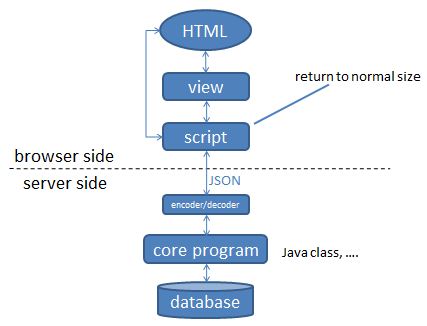 HTML
view
return to normal size
script
browser side
server side
JSON
encoder/decoder
core program
Java class, ....
database